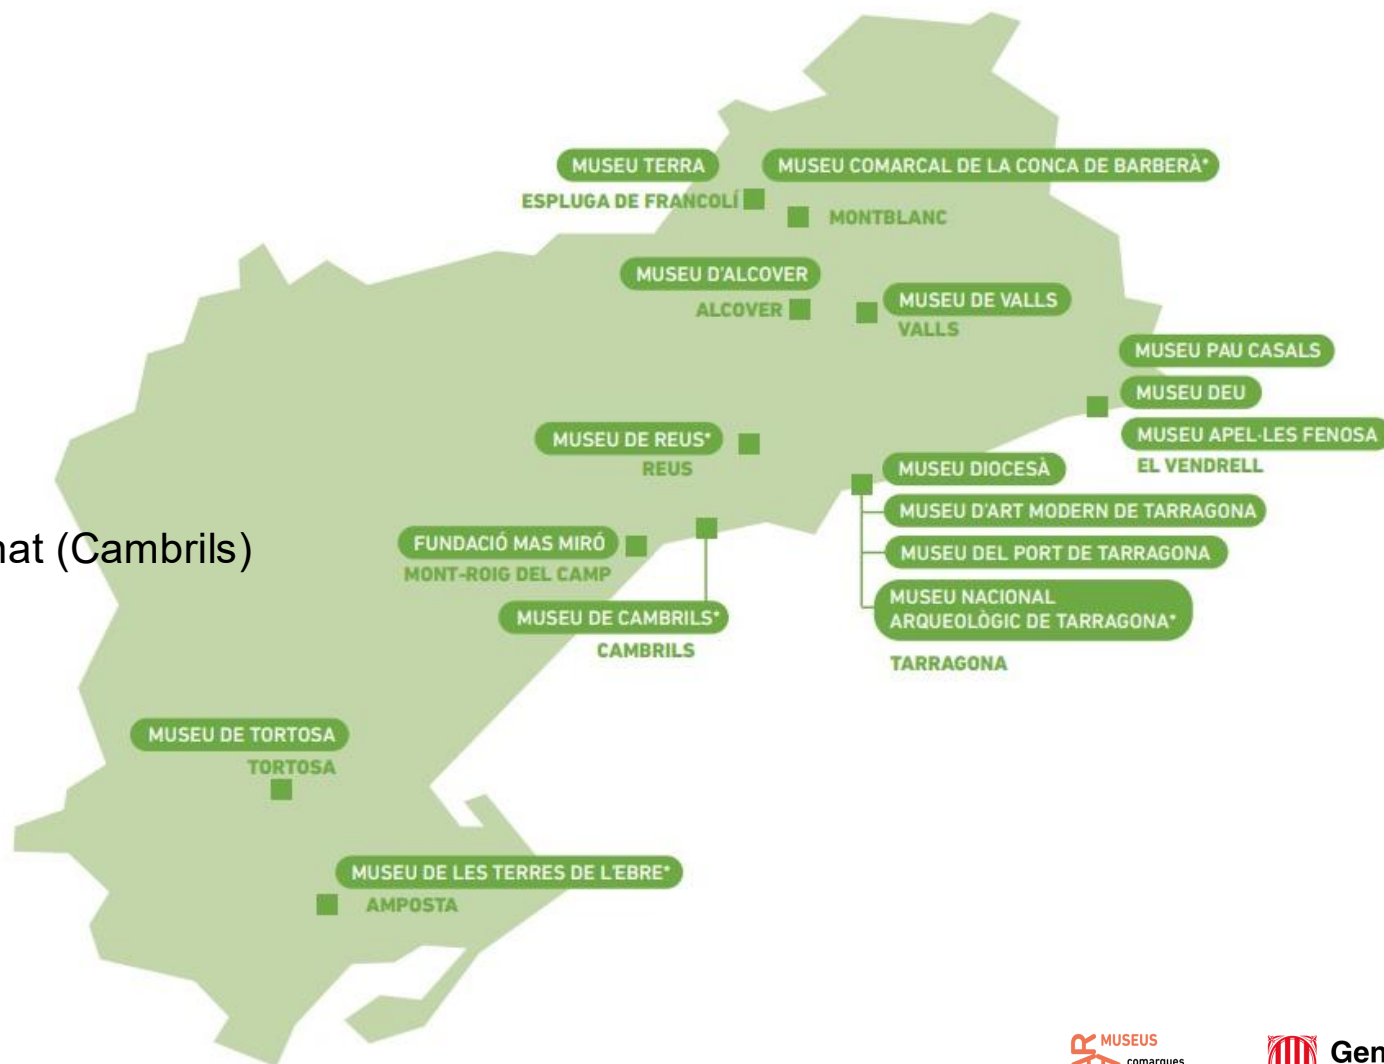 MUSEU TERRA
ESPLUGA DE FRANCOLÍ
MUSEU COMARCAL DE LA CONCA DE BARBERÀ*
MONTBLANC
MUSEU D'ALCOVER
ALCOVER
MUSEU DE VALLS
VALLS
MUSEU PAU CASALS
MUSEU DEU
MUSEU APEL·LES FENOSA
EL VENDRELL
MUSEU DE REUS*
REUS
MUSEU DIOCESÀ
MUSEU D'ART MODERN DE TARRAGONA
MUSEU DEL PORT DE TARRAGONA
MUSEU NACIONAL
ARQUEOLÒGIC DE TARRAGONA*
TARRAGONA
(Cambrils)
FUNDACIÓ MAS MIRÓ
MONT-ROIG DEL CAMP
MUSEU DE CAMBRILS*
CAMBRILS
MUSEU DE TORTOSA
TORTOSA
MUSEU DE LES TERRES DE L'EBRE*
AMPOSTA
MUSEUS
comarques